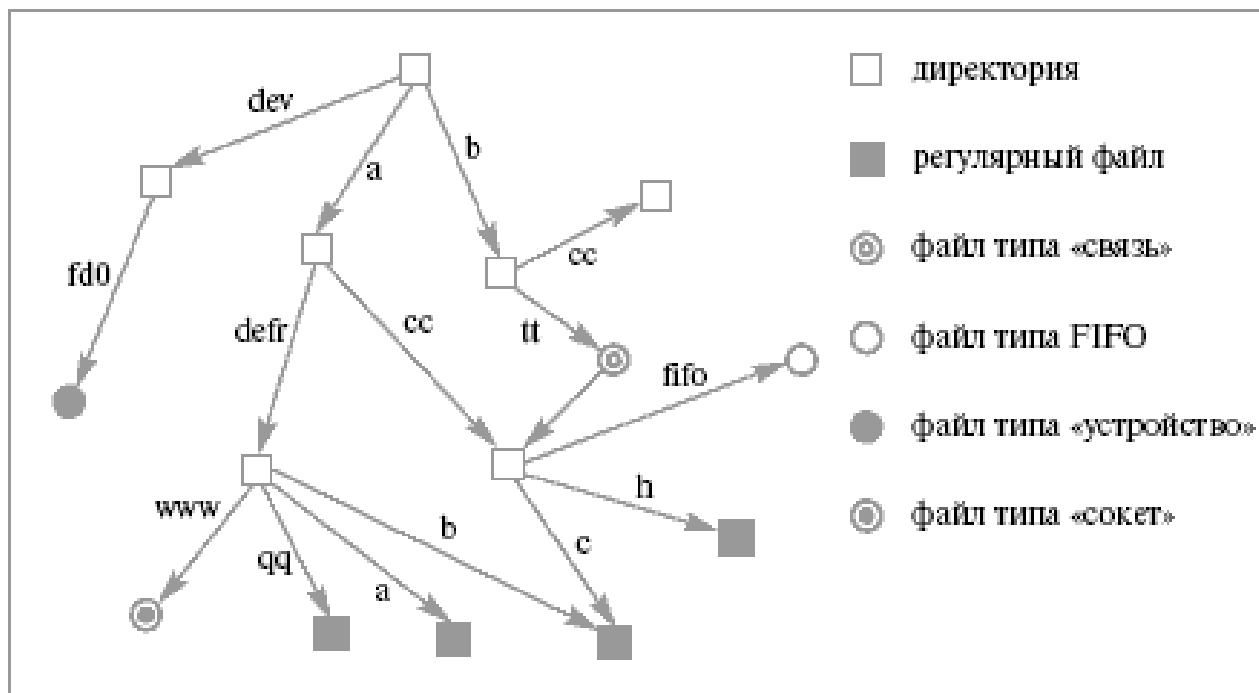 dev
a
b
cc
fd0
defr
cc
tt
fifo
www
qq
a
b
c
h
директория
регулярный файл
файл типа «связь»
файл типа FIFO
файл типа «устройство»
файл типа «сокет»